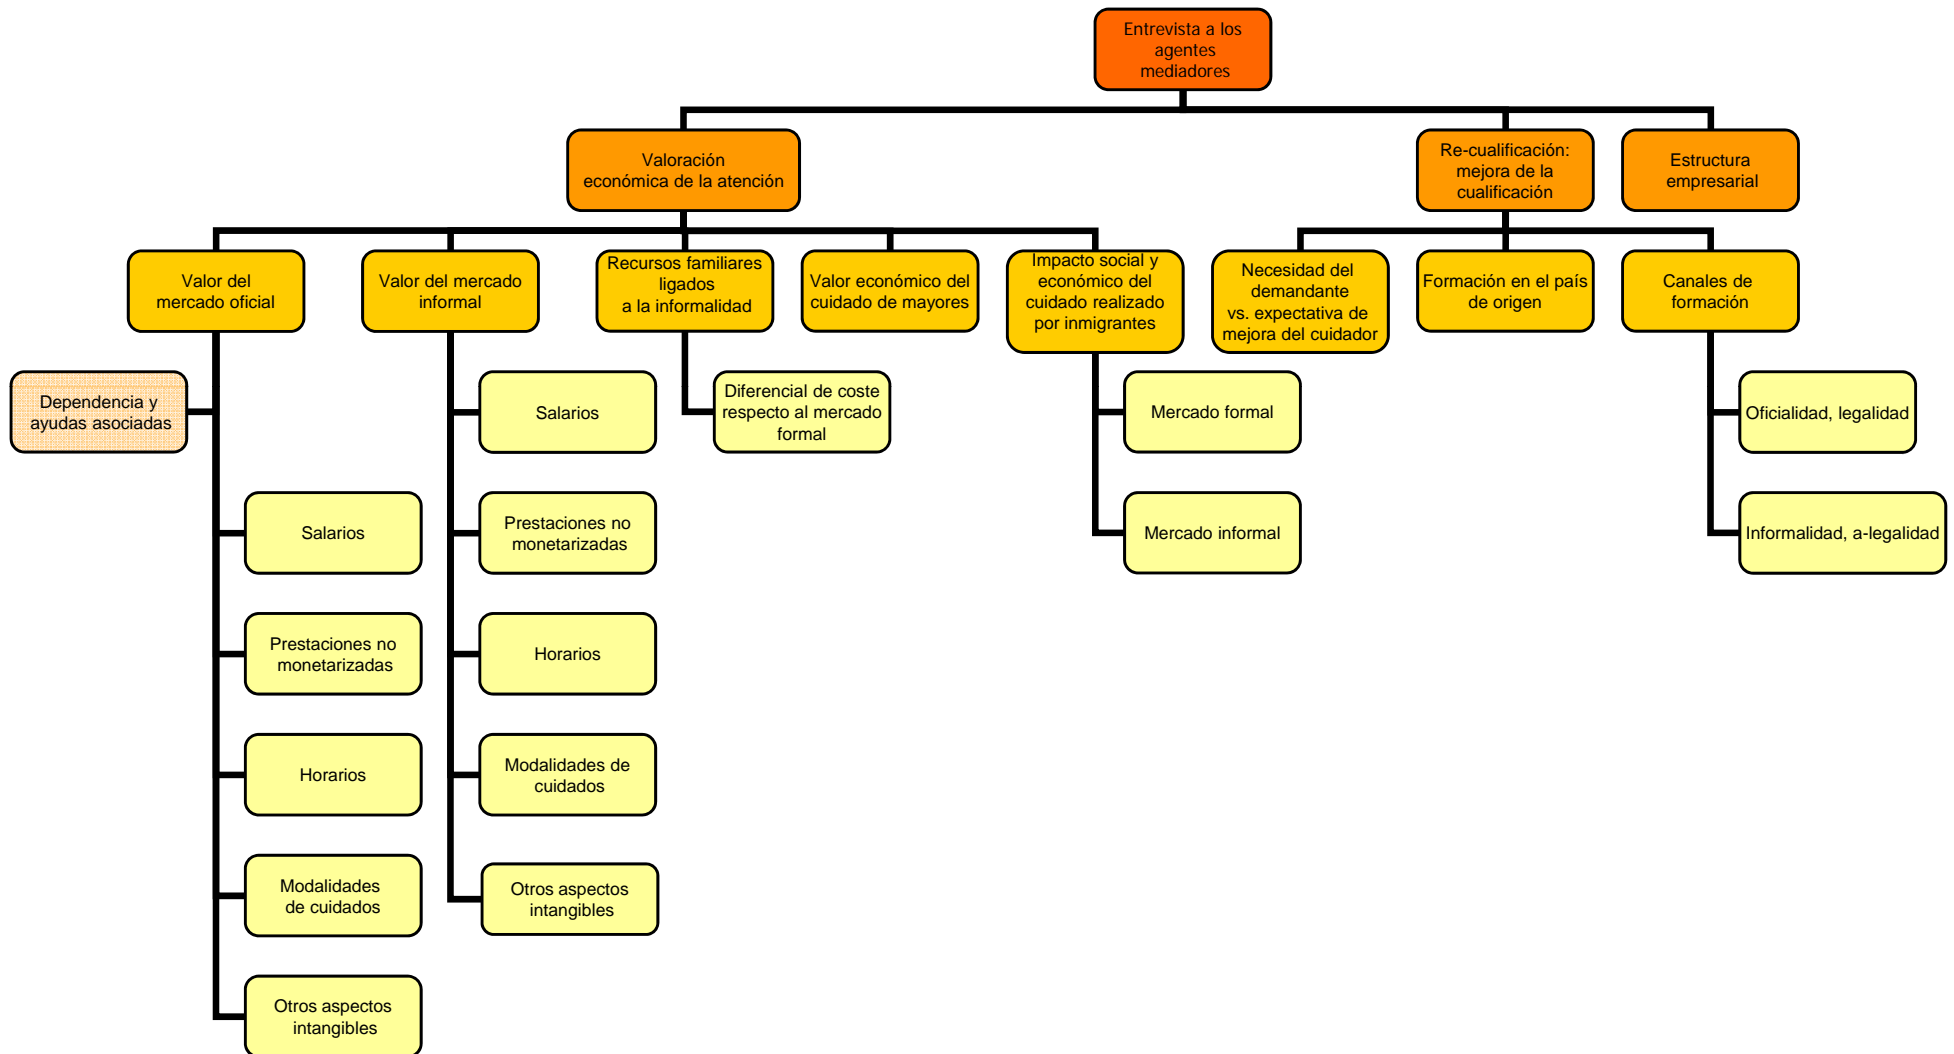 Entrevista a los
agentes
mediadores
Valoración
económica de la atención
Re-cualificación:
mejora de la
cualificación
Estructura
empresarial
Valor del
mercado oficial
Valor del mercado
informal
Recursos familiares
ligados
a la informalidad
Valor económico del
cuidado de mayores
Impacto social y
económico del
cuidado realizado
por inmigrantes
Necesidad del
demandante
vs. expectativa de
mejora del cuidador
Formación en el país
de origen
Canales de
formación
Dependencia y
ayudas asociadas
Salarios
Prestaciones no
monetarizadas
Horarios
Modalidades
de cuidados
Otros aspectos
intangibles
Salarios
Prestaciones no
monetarizadas
Horarios
Modalidades de
cuidados
Otros aspectos
intangibles
Diferencial de coste
respecto al mercado
formal
Mercado formal
Mercado informal
Oficialidad, legalidad
Informalidad, a-legalidad